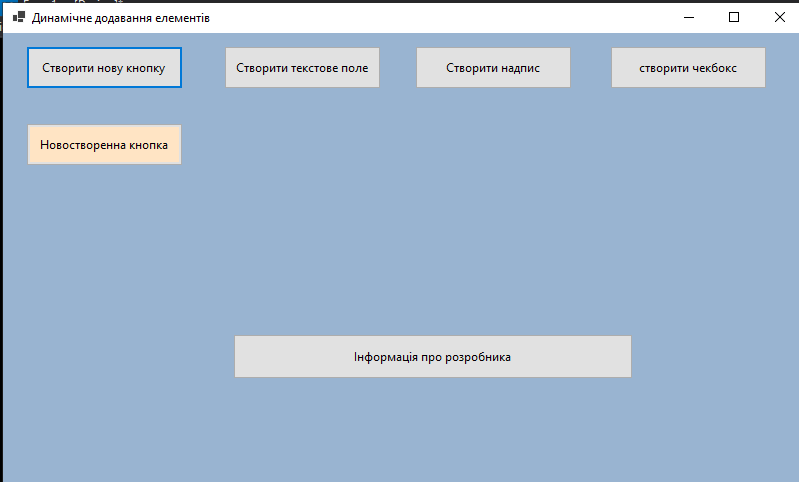 Динамічне додавання елементів
Створити нову кнопку
Створити текстове поле
Створити надпис
створити чекбокс
Новостворенна кнопка
Інформація про розробника